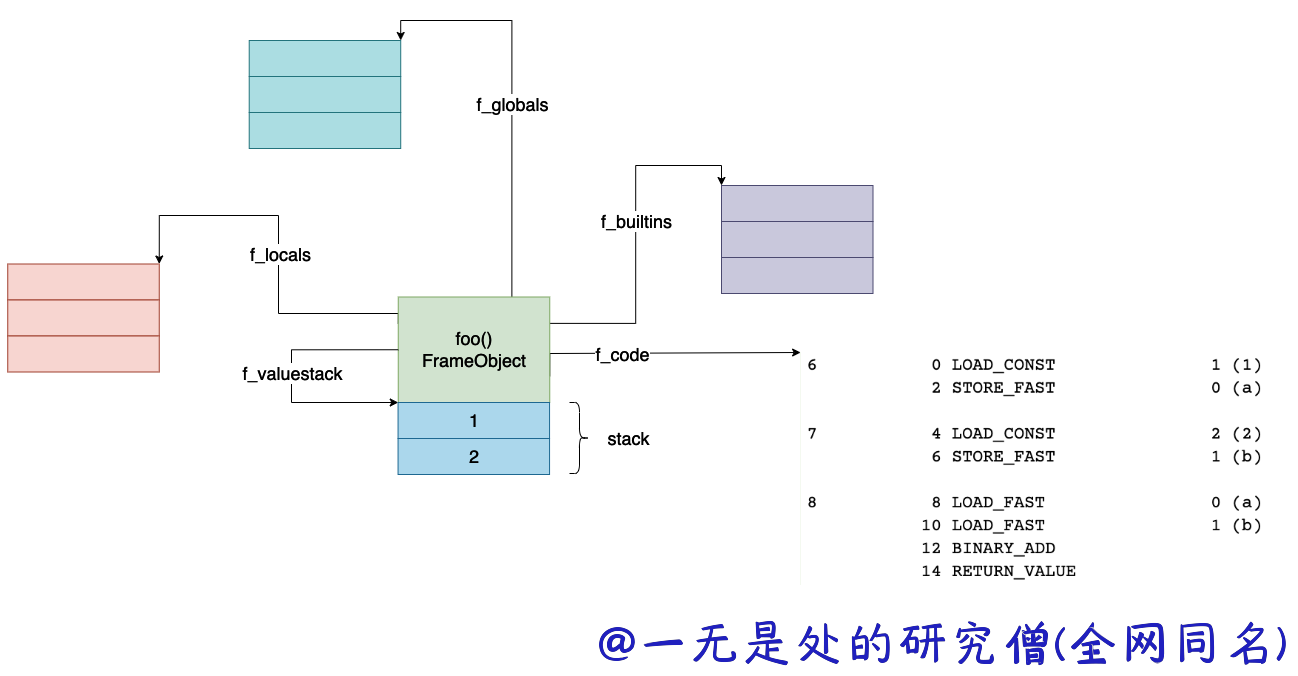 f_globals
f_builtins
f_locals
foo()
FrameObject
f_valuestack
f_code
1
2
stack
6 0 LOAD_CONST 1 (1)
2 STORE_FAST 0 (a)
7 4 LOAD_CONST 2 (2)
6 STORE_FAST 1 (b)
8 8 LOAD_FAST 0 (a)
10 LOAD_FAST 1 (b)
12 BINARY_ADD
14 RETURN_VALUE
@一无是处的研究僧(全网同名)